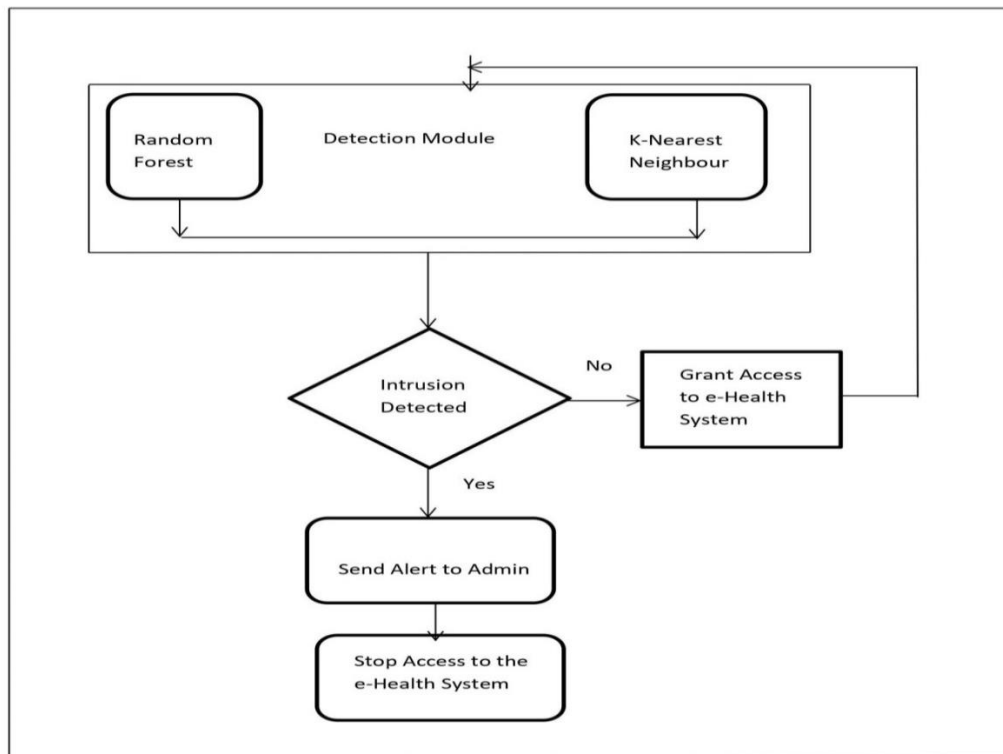 Random
Forest
Detection Module
K-Nearest
Neighbour
Intrusion
Detected
No
Grant Access
to e-Health
System
Yes
Send Alert to Admin
Stop Access to the
e-Health System